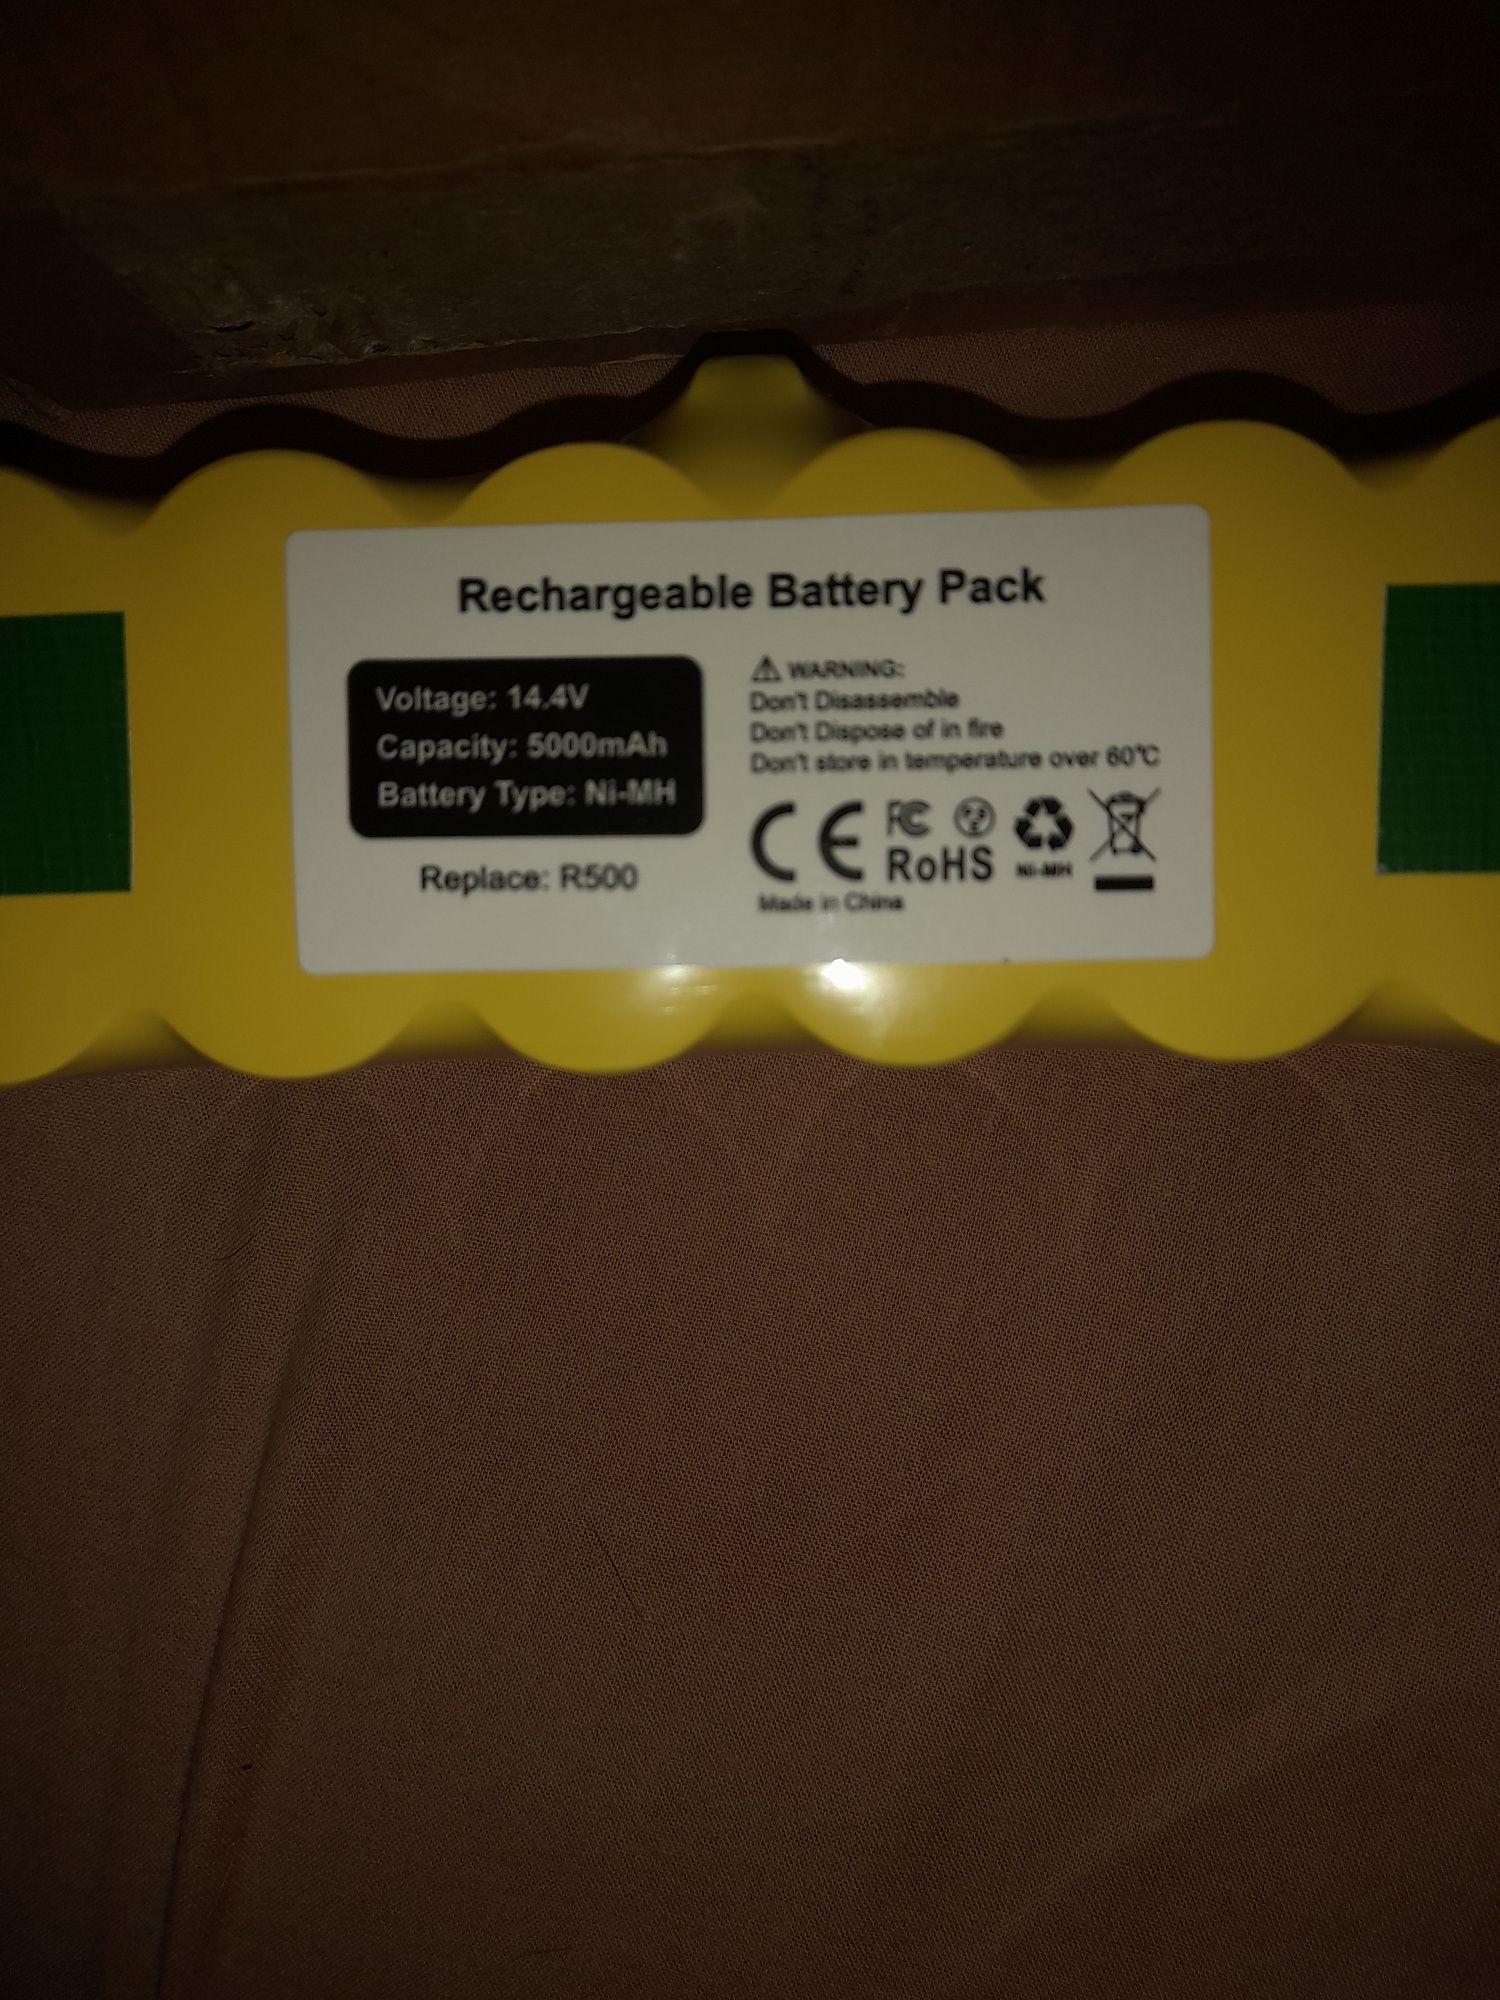 Rechargeable Battery Pack
Voltage: 14.4V
Capacity: 5000mAh
Battery Type: Ni-MH
Replace: R500
WARNING:
Don't Disassemble
Don't Dispose of in fire
Don't store in temperature over 60℃
CE FC
RoHS
Ni-MH
Made in China